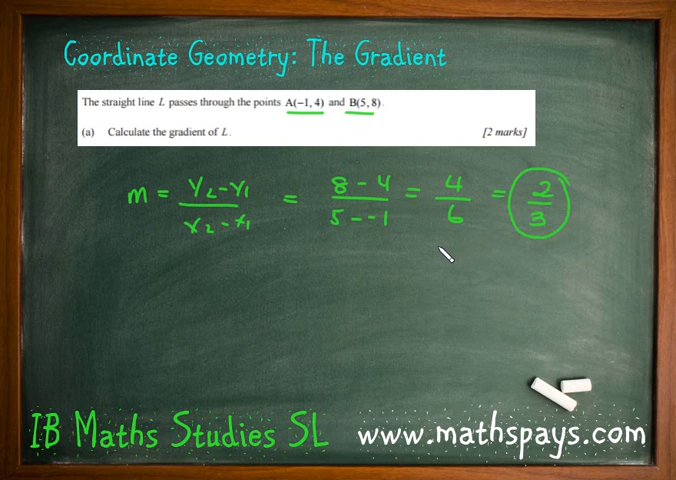 Coordinate Geometry: The Gradient
The straight line L passes through the points A(−1, 4) and B(5, 8).
(a) Calculate the gradient of L. [2 marks]
m = y₂-y₁ / x₂-x₁ = 8-4 / 5--1 = 4/6 = 2/3
IB Maths Studies SL www.mathspays.com